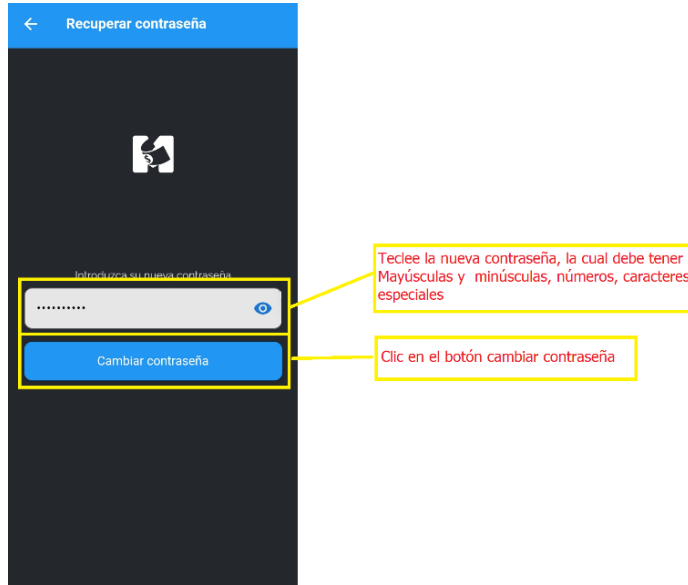 Recuperar contraseña
$
Introduzca su nueva contraseña
••••••••••
Cambiar contraseña
Teclee la nueva contraseña, la cual debe tener
Mayúsculas y minúsculas, números, caracteres
especiales
Clic en el botón cambiar contraseña